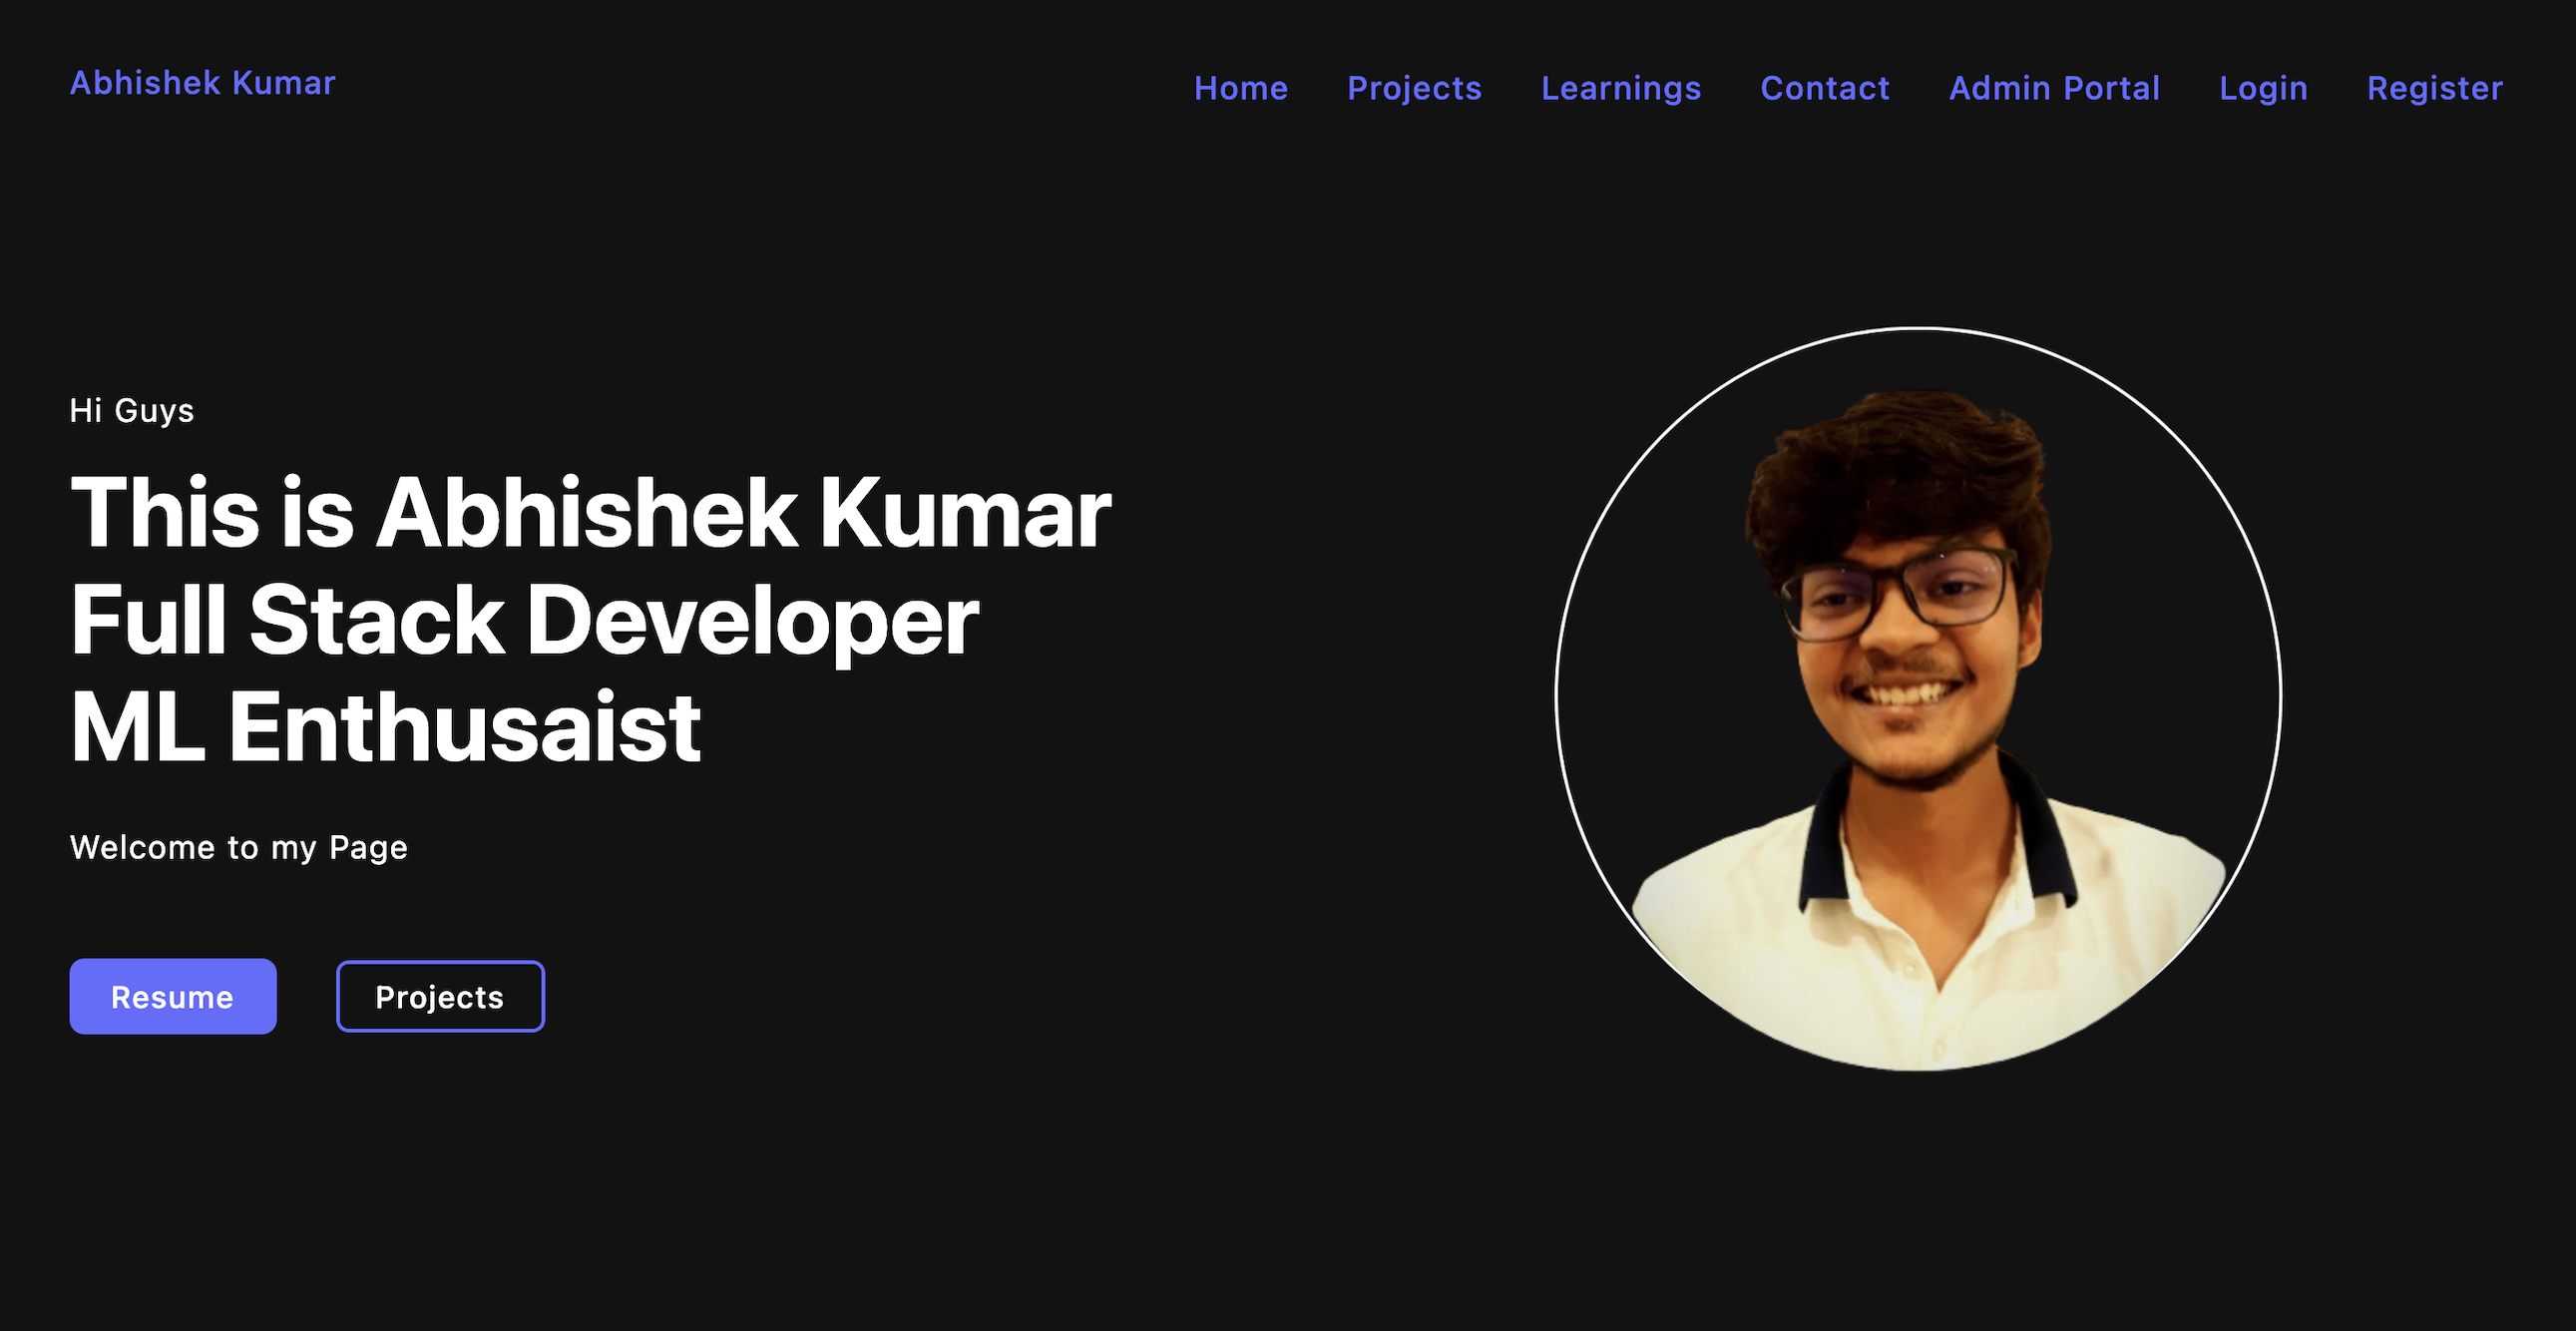 Abhishek Kumar
Home Projects Learnings Contact Admin Portal Login Register
Hi Guys
This is Abhishek Kumar
Full Stack Developer
ML Enthusaist
Welcome to my Page
Resume Projects